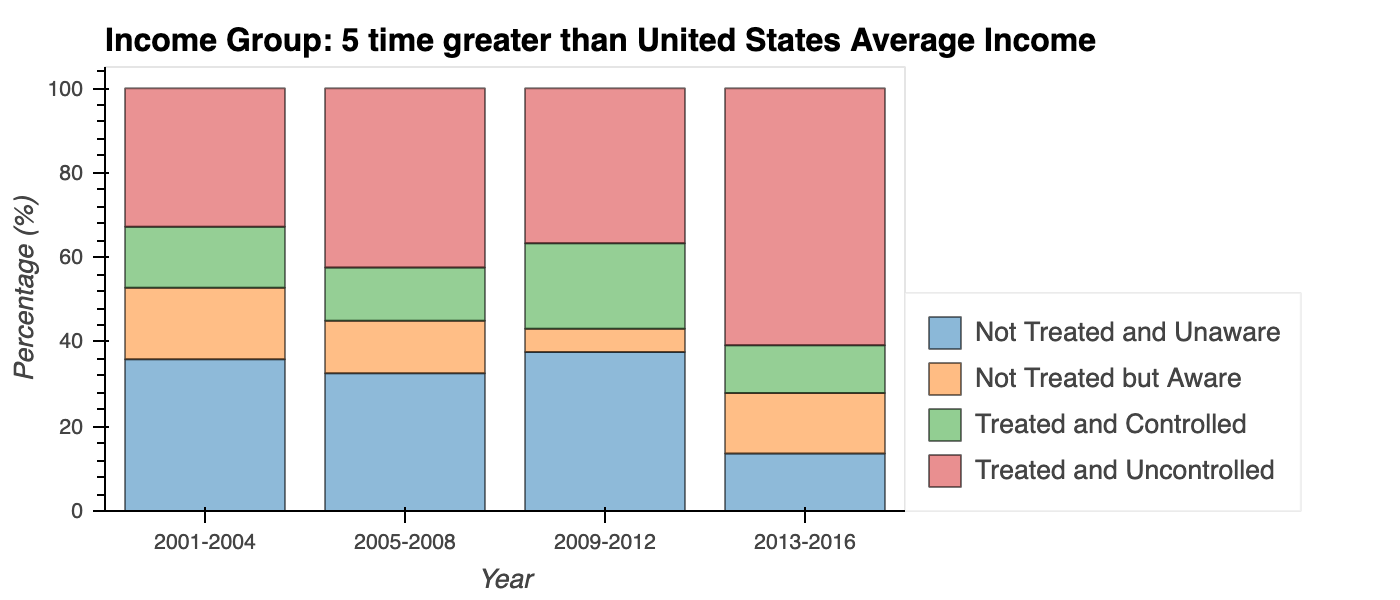 Income Group: 5 time greater than United States Average Income
Percentage (%)
100
80
60
40
20
0
2001-2004
2005-2008
2009-2012
2013-2016
Year
Not Treated and Unaware
Not Treated but Aware
Treated and Controlled
Treated and Uncontrolled